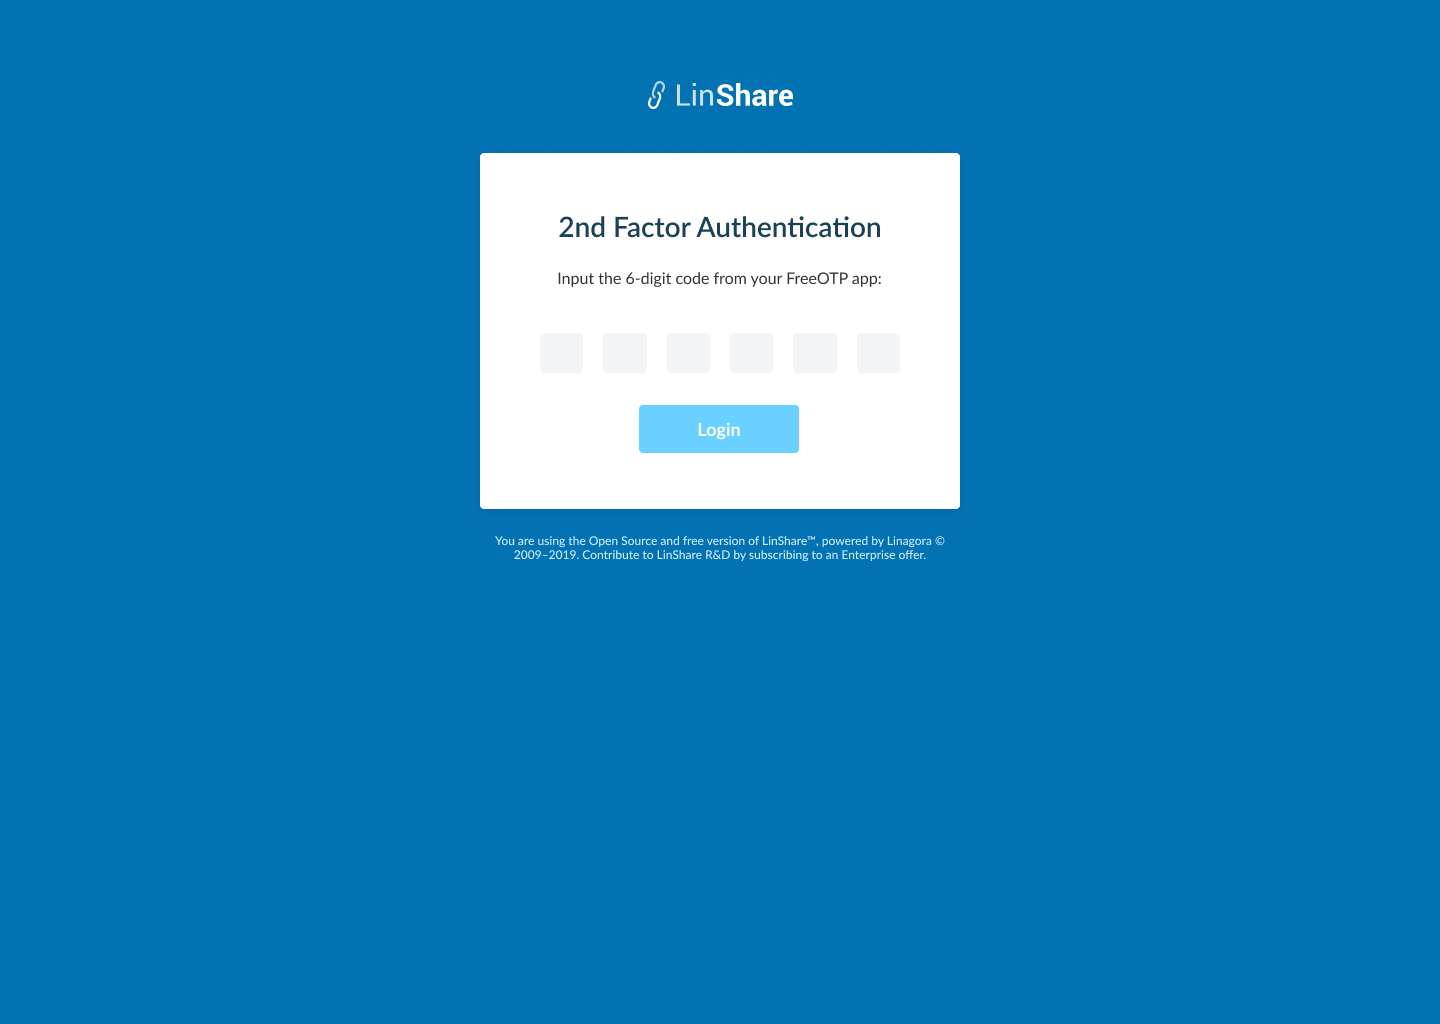 LinShare
2nd Factor Authentication
Input the 6-digit code from your FreeOTP app:
Login
You are using the Open Source and free version of LinShare™, powered by Linagora ©
2009–2019. Contribute to LinShare R&D by subscribing to an Enterprise offer.